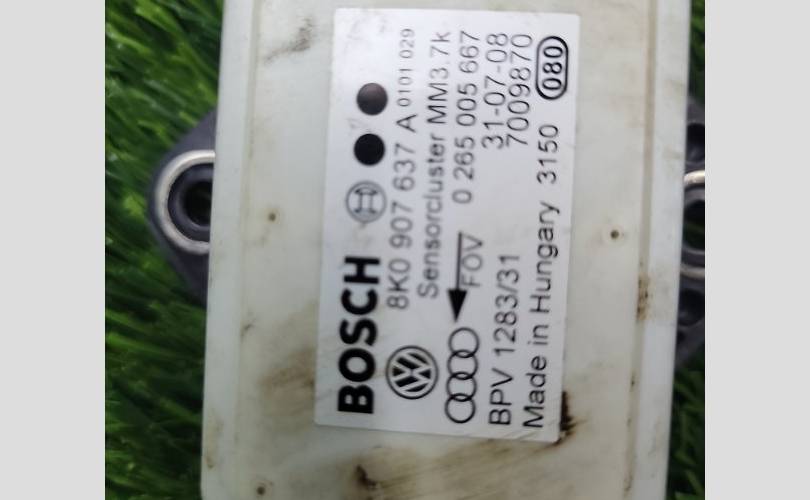 BOSCH
8K0 907 637 A 0101 029
Sensorcluster MM3.7k
FOV 0 265 005 667
31-07-08
BPV 1283/31 7009870
Made in Hungary 3150 080